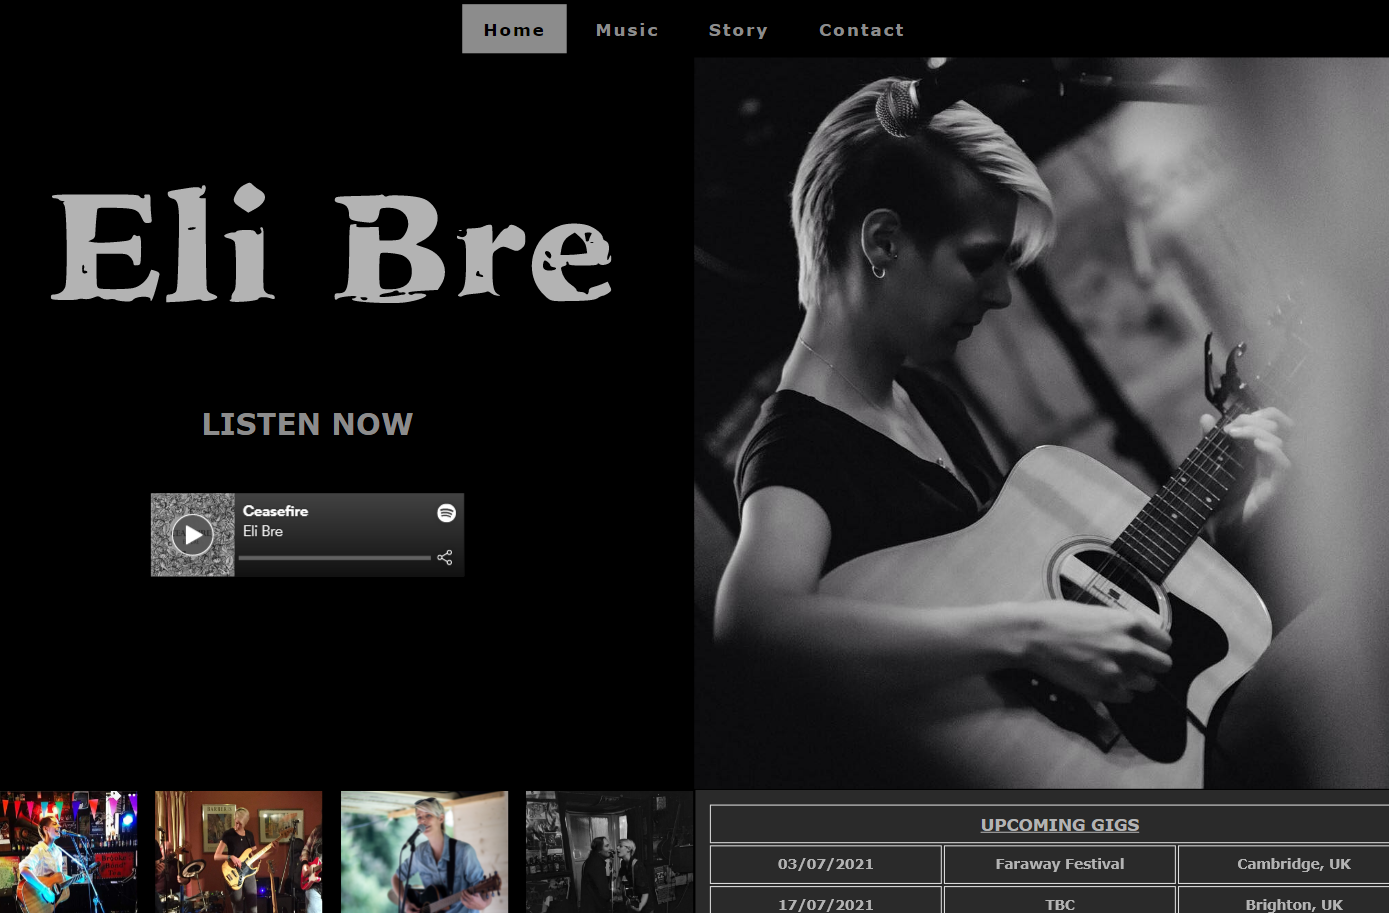 Home Music Story Contact
Eli Bre
LISTEN NOW
Ceasefire
Eli Bre
UPCOMING GIGS
03/07/2021 Faraway Festival Cambridge, UK
17/07/2021 TBC Brighton, UK